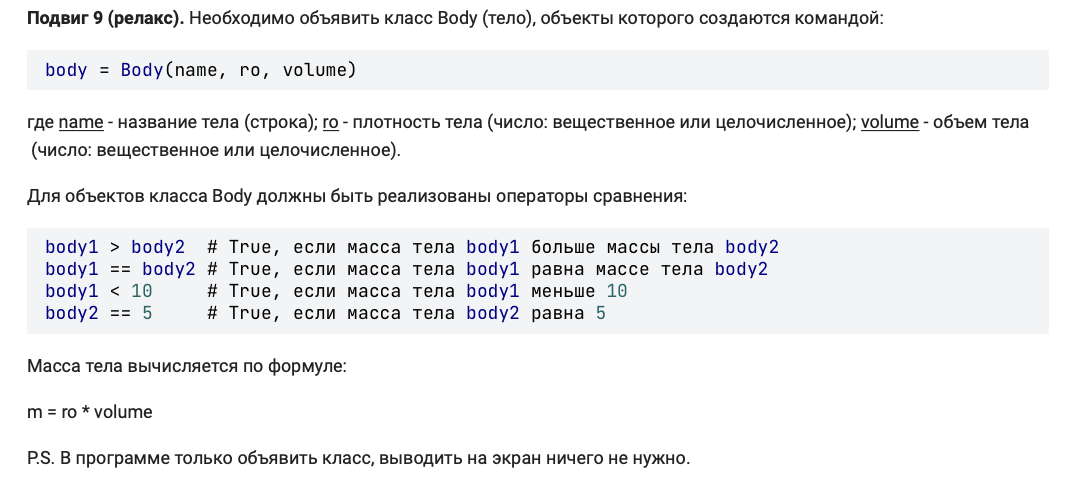 Подвиг 9 (релакс). Необходимо объявить класс Body (тело), объекты которого создаются командой:
body = Body(name, ro, volume)
где name - название тела (строка); ro - плотность тела (число: вещественное или целочисленное); volume - объем тела
(число: вещественное или целочисленное).
Для объектов класса Body должны быть реализованы операторы сравнения:
body1 > body2  # True, если масса тела body1 больше массы тела body2
body1 == body2 # True, если масса тела body1 равна массе тела body2
body1 < 10     # True, если масса тела body1 меньше 10
body2 == 5     # True, если масса тела body2 равна 5
Масса тела вычисляется по формуле:
m = ro * volume
P.S. В программе только объявить класс, выводить на экран ничего не нужно.